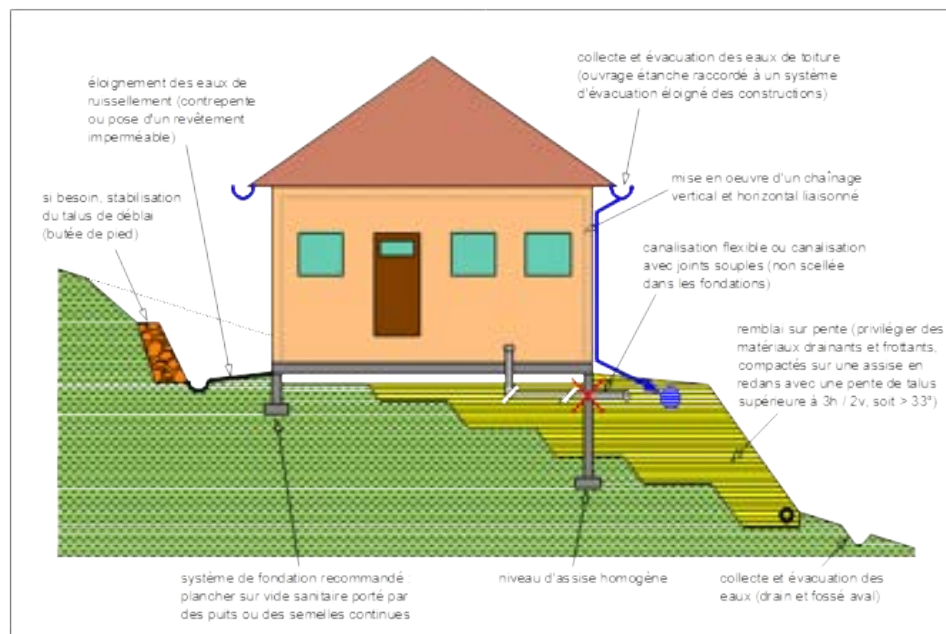 éloignement des eaux de
ruissellement (contrepente
ou pose d'un revêtement
imperméable)
si besoin, stabilisation
du talus de déblai
(butée de pied)
collecte et évacuation des eaux de toiture
(ouvrage étanche raccordé à un système
d'évacuation éloigné des constructions)
mise en oeuvre d'un chaînage
vertical et horizontal liaisonné
canalisation flexible ou canalisation
avec joints souples (non scellée
dans les fondations)
remblai sur pente (privilégier des
matériaux drainants et frottants,
compactés sur une assise en
redans avec une pente de talus
supérieure à 3h / 2v, soit > 33°)
système de fondation recommandé :
plancher sur vide sanitaire porté par
des puits ou des semelles continues
niveau d'assise homogène
collecte et évacuation des
eaux (drain et fossé aval)